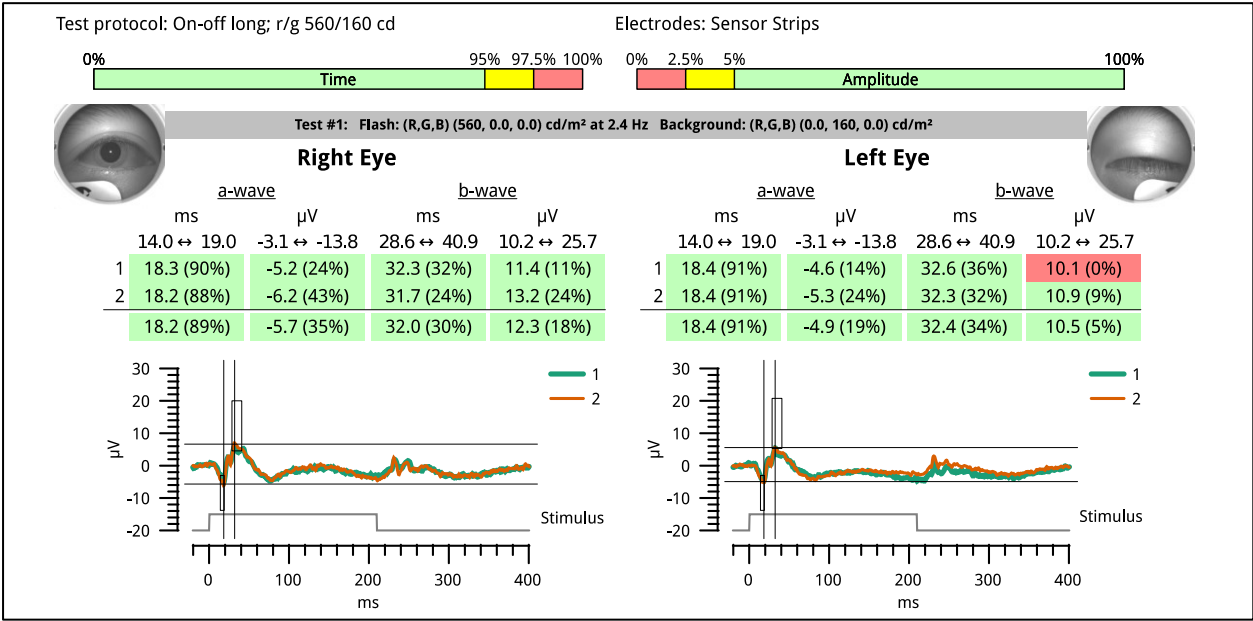 Test protocol: On-off long; r/g 560/160 cd Electrodes: Sensor Strips
0% 95% 97.5% 100% 0% 2.5% 5% 100%
Time Amplitude
Test #1: Flash: (R,G,B) (560, 0.0, 0.0) cd/m² at 2.4 Hz Background: (R,G,B) (0.0, 160, 0.0) cd/m²
Right Eye
a-wave b-wave
ms µV ms µV
14.0 ↔ 19.0 -3.1 ↔ -13.8 28.6 ↔ 40.9 10.2 ↔ 25.7
1 18.3 (90%) -5.2 (24%) 32.3 (32%) 11.4 (11%)
2 18.2 (88%) -6.2 (43%) 31.7 (24%) 13.2 (24%)
18.2 (89%) -5.7 (35%) 32.0 (30%) 12.3 (18%)
30
20
10
0
-10
-20
µV
1
2
Stimulus
0 100 200 300 400
ms
Left Eye
a-wave b-wave
ms µV ms µV
14.0 ↔ 19.0 -3.1 ↔ -13.8 28.6 ↔ 40.9 10.2 ↔ 25.7
1 18.4 (91%) -4.6 (14%) 32.6 (36%) 10.1 (0%)
2 18.4 (91%) -5.3 (24%) 32.3 (32%) 10.9 (9%)
18.4 (91%) -4.9 (19%) 32.4 (34%) 10.5 (5%)
30
20
10
0
-10
-20
µV
1
2
Stimulus
0 100 200 300 400
ms